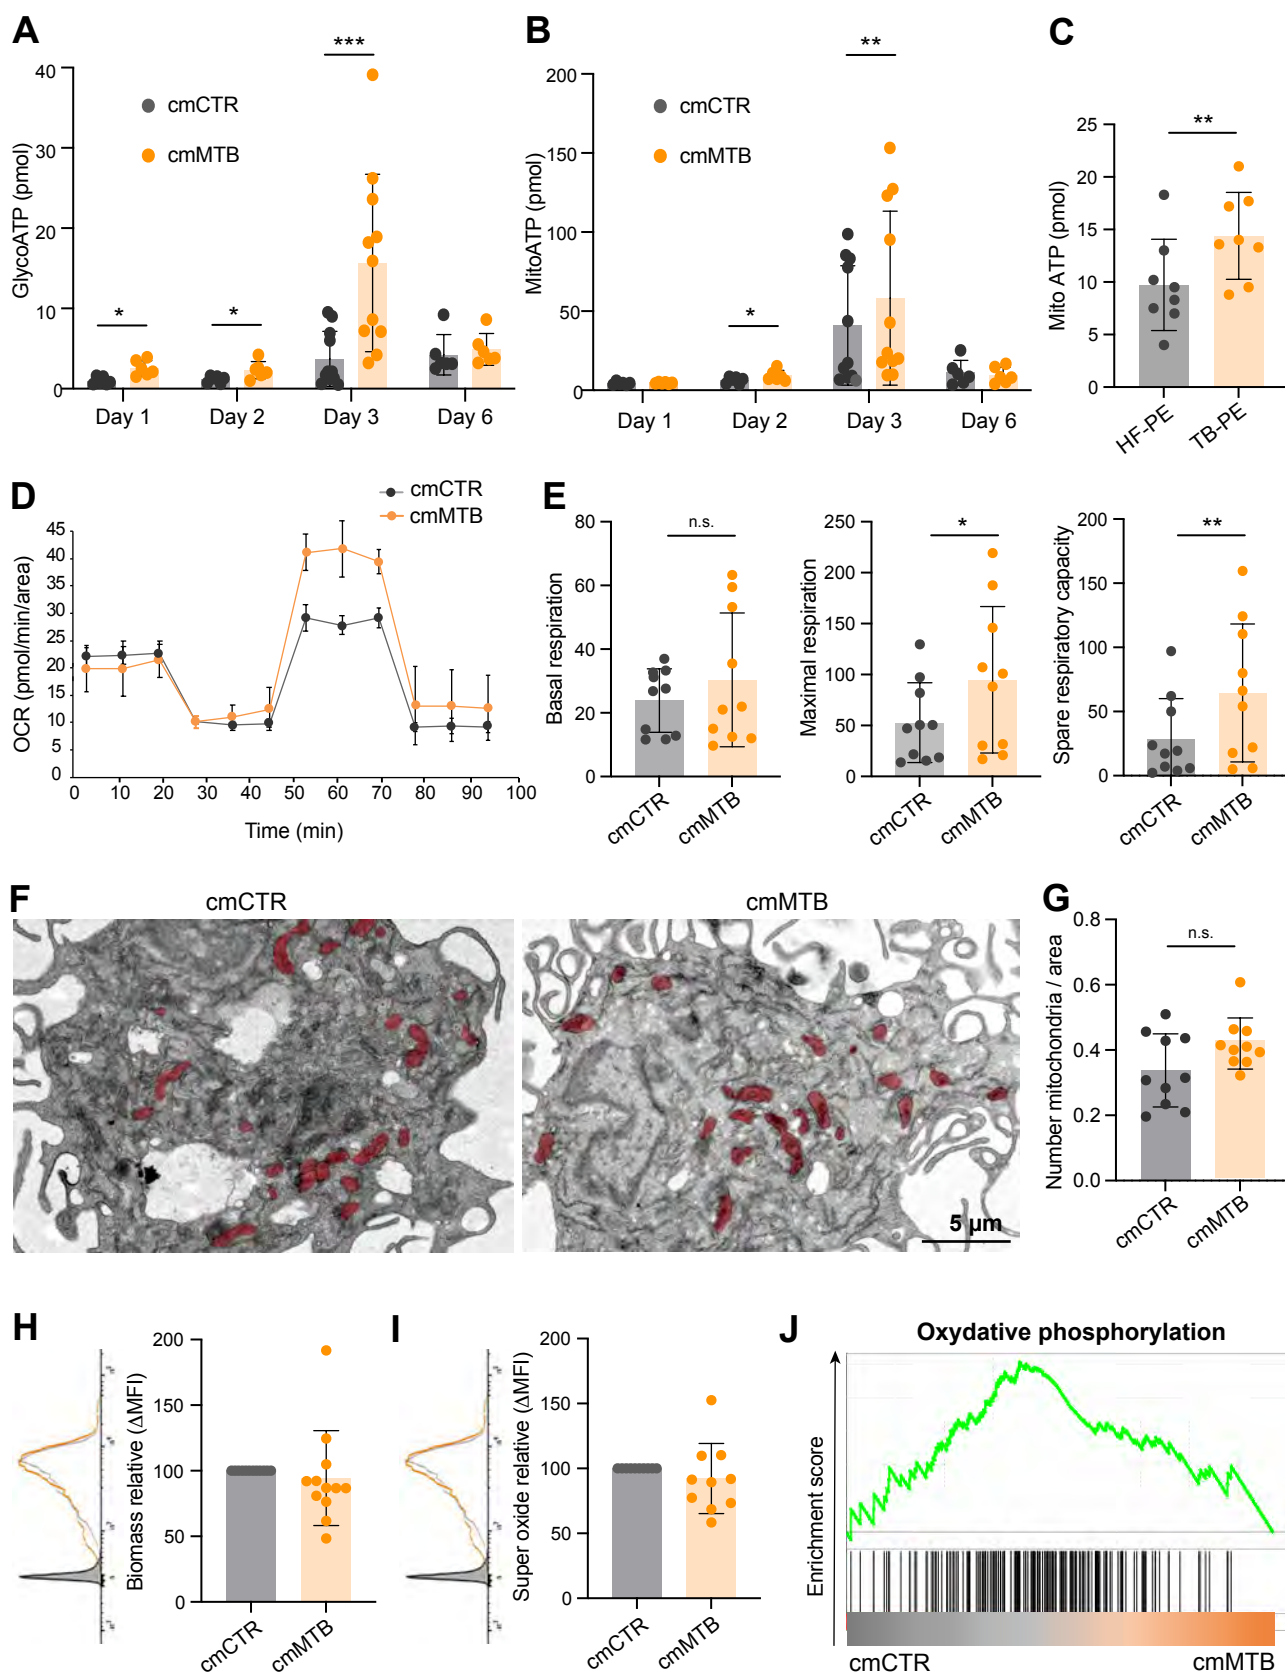 A
GlycoATP (pmol)
40
30
20
10
0
***
*
*
cmCTR
cmMTB
Day 1
Day 2
Day 3
Day 6
B
MitoATP (pmol)
200
150
100
50
0
**
*
cmCTR
cmMTB
Day 1
Day 2
Day 3
Day 6
C
Mito ATP (pmol)
25
20
15
10
5
0
**
HF-PE
TB-PE
D
cmCTR
cmMTB
OCR (pmol/min/area)
45
40
35
30
25
20
15
10
5
0
0 10 20 30 40 50 60 70 80 90 100
Time (min)
E
Basal respiration
80
60
40
20
0
n.s.
cmCTR
cmMTB
Maximal respiration
250
200
150
100
50
0
*
cmCTR
cmMTB
Spare respiratory capacity
200
150
100
50
0
**
cmCTR
cmMTB
F
cmCTR
cmMTB
5 µm
G
Number mitochondria / area
0.8
0.6
0.4
0.2
0.0
n.s.
cmCTR
cmMTB
H
Biomass relative (ΔMFI)
200
150
100
50
0
cmCTR
cmMTB
I
Super oxide relative (ΔMFI)
200
150
100
50
0
cmCTR
cmMTB
J
Oxydative phosphorylation
Enrichment score
cmCTR
cmMTB